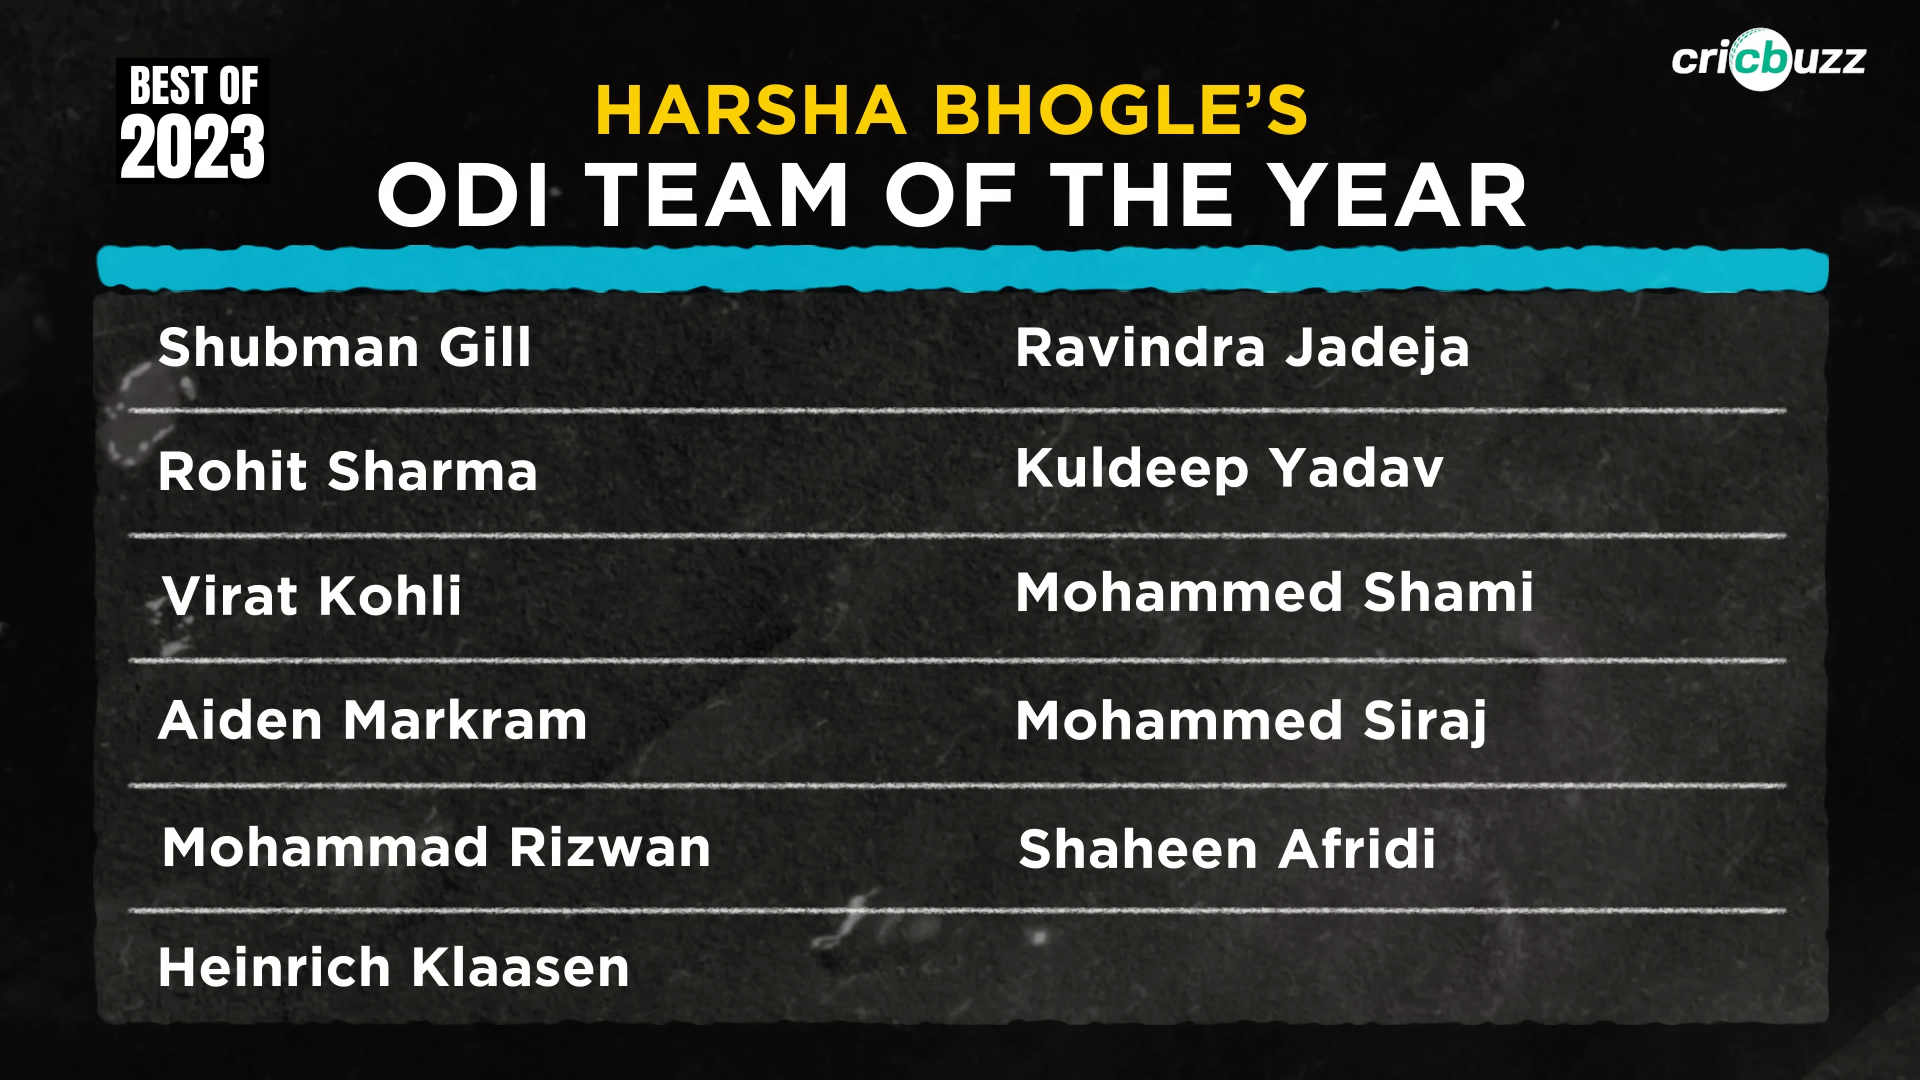 BEST OF
2023
cricbuzz
HARSHA BHOGLE’S
ODI TEAM OF THE YEAR
Shubman Gill
Rohit Sharma
Virat Kohli
Aiden Markram
Mohammad Rizwan
Heinrich Klaasen
Ravindra Jadeja
Kuldeep Yadav
Mohammed Shami
Mohammed Siraj
Shaheen Afridi